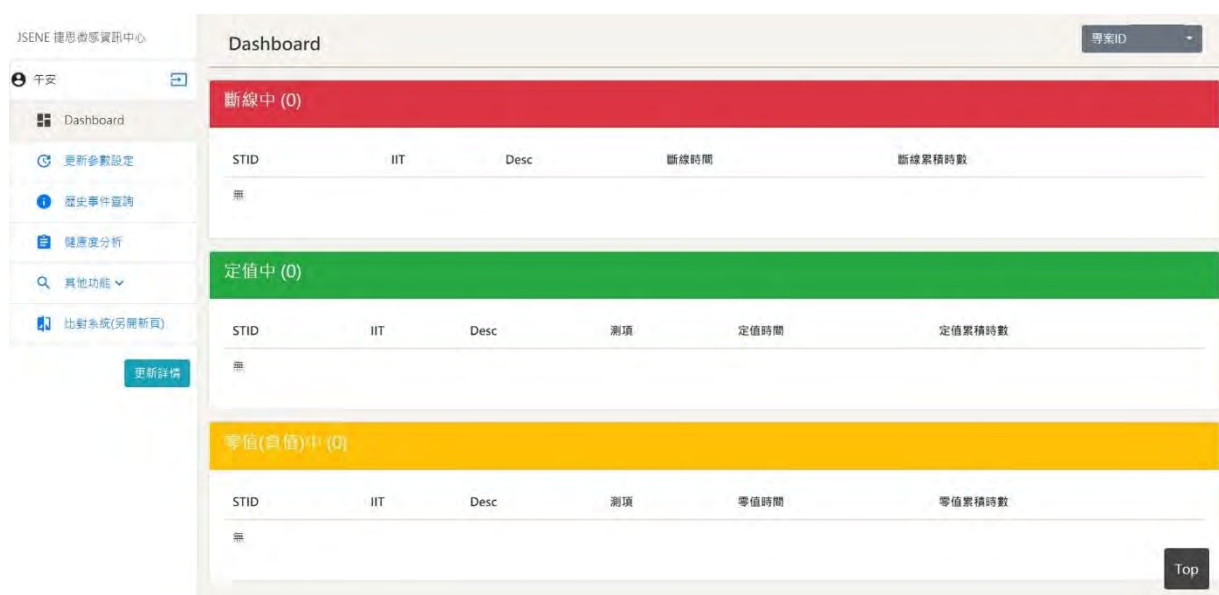 JSENE 捷思微感資訊中心
午安
Dashboard
更新參數設定
歷史事件查詢
健康度分析
其他功能
比對系統(另開新頁)
更新詳情
Dashboard
專案ID
斷線中 (0)
STID IIT Desc 斷線時間 斷線累積時數
無
定值中 (0)
STID IIT Desc 測項 定值時間 定值累積時數
無
零值(負值)中 (0)
STID IIT Desc 測項 零值時間 零值累積時數
無
Top